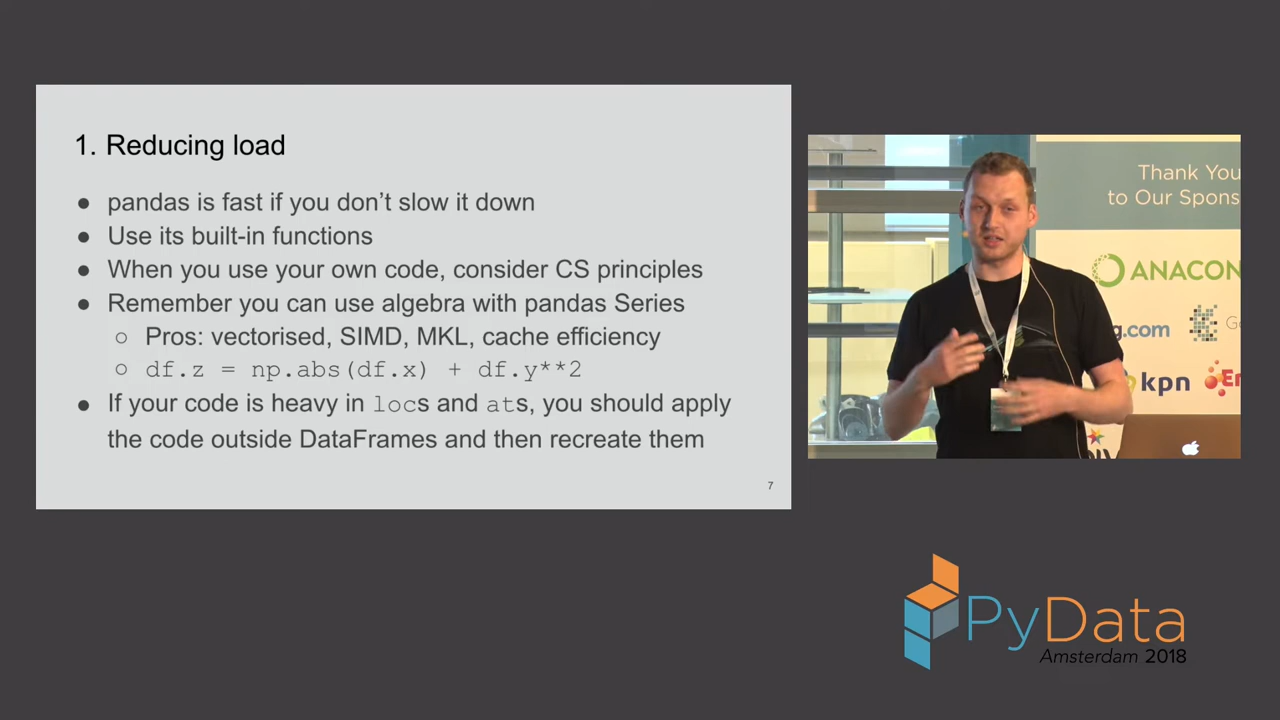 1. Reducing load
● pandas is fast if you don’t slow it down
● Use its built-in functions
● When you use your own code, consider CS principles
● Remember you can use algebra with pandas Series
○ Pros: vectorised, SIMD, MKL, cache efficiency
○ df.z = np.abs(df.x) + df.y**2
● If your code is heavy in locs and ats, you should apply
the code outside DataFrames and then recreate them
7
Thank You
to Our Spons
ANACON
g.com
kpn
PyData
Amsterdam 2018